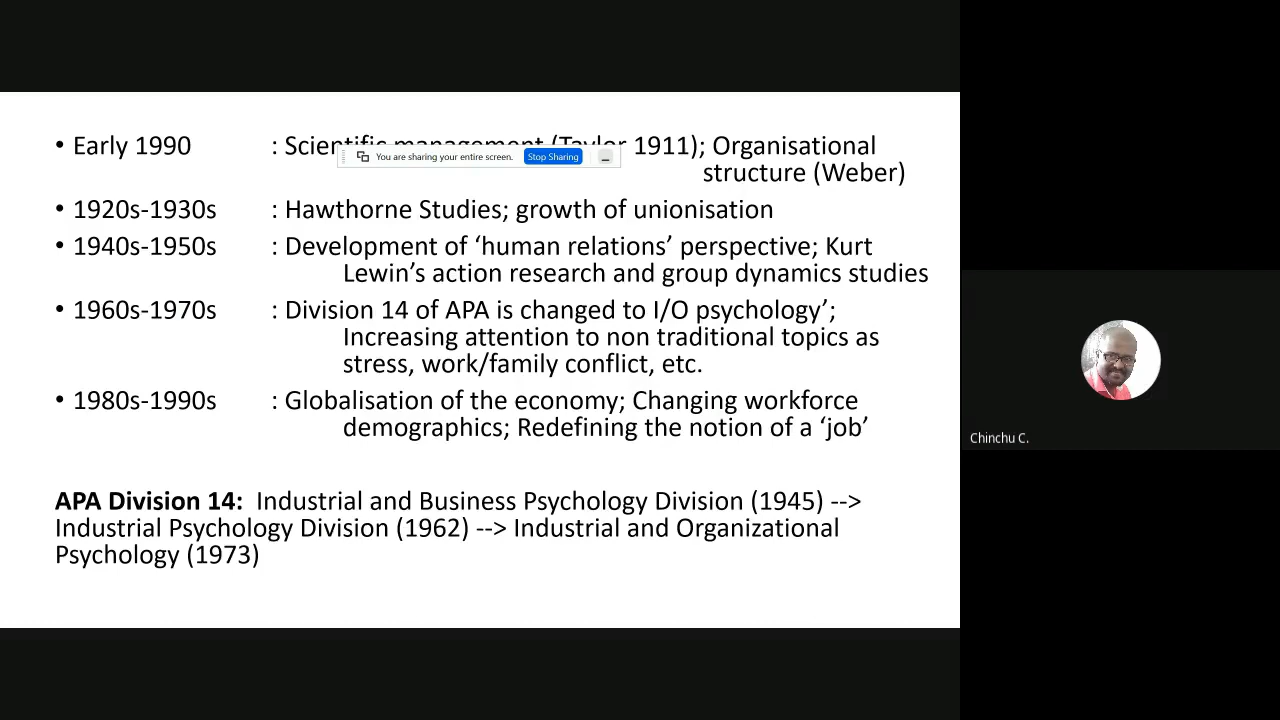 • Early 1990 : Scientific management (Taylor 1911); Organisational
structure (Weber)
You are sharing your entire screen. Stop Sharing
• 1920s-1930s : Hawthorne Studies; growth of unionisation
• 1940s-1950s : Development of ‘human relations’ perspective; Kurt
Lewin’s action research and group dynamics studies
• 1960s-1970s : Division 14 of APA is changed to I/O psychology’;
Increasing attention to non traditional topics as
stress, work/family conflict, etc.
• 1980s-1990s : Globalisation of the economy; Changing workforce
demographics; Redefining the notion of a ‘job’
APA Division 14: Industrial and Business Psychology Division (1945) -->
Industrial Psychology Division (1962) --> Industrial and Organizational
Psychology (1973)
Chinchu C.